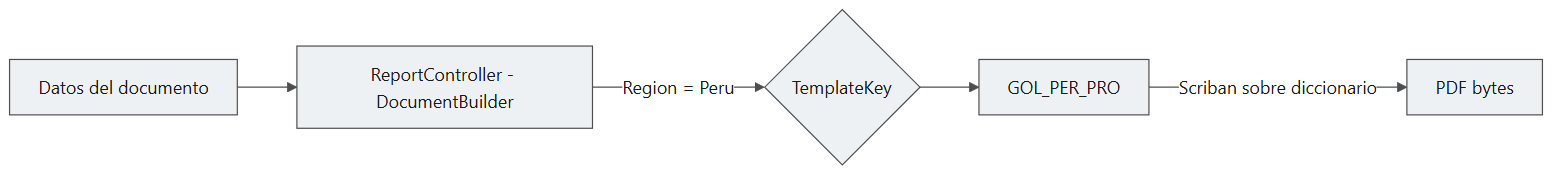 Datos del documento
ReportController -
DocumentBuilder
Region = Peru
TemplateKey
GOL_PER_PRO
Scriban sobre diccionario
PDF bytes